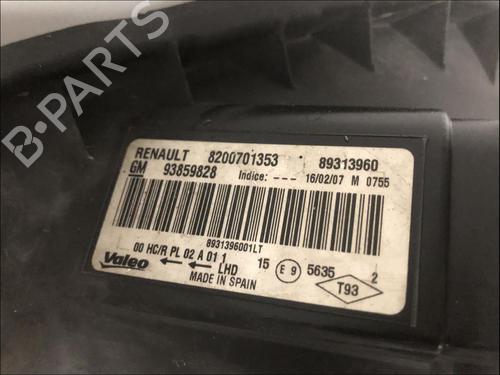 RENAULT 8200701353 89313960
GM 93859828 Indice: --- 16/02/07 M 0755
8931396001LT
00 HC/R PL 02 A 01 1 15 E 9 5635 2
Valeo LHD T93
MADE IN SPAIN
B-PARTS